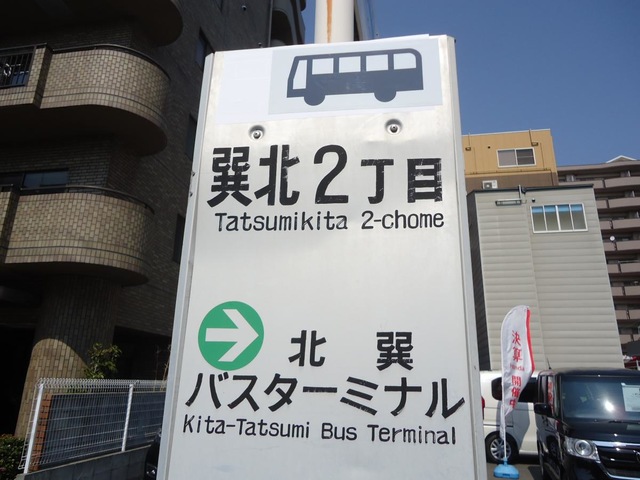 巽北2丁目
Tatsumikita 2-chome
北巽
バスターミナル
Kita-Tatsumi Bus Terminal